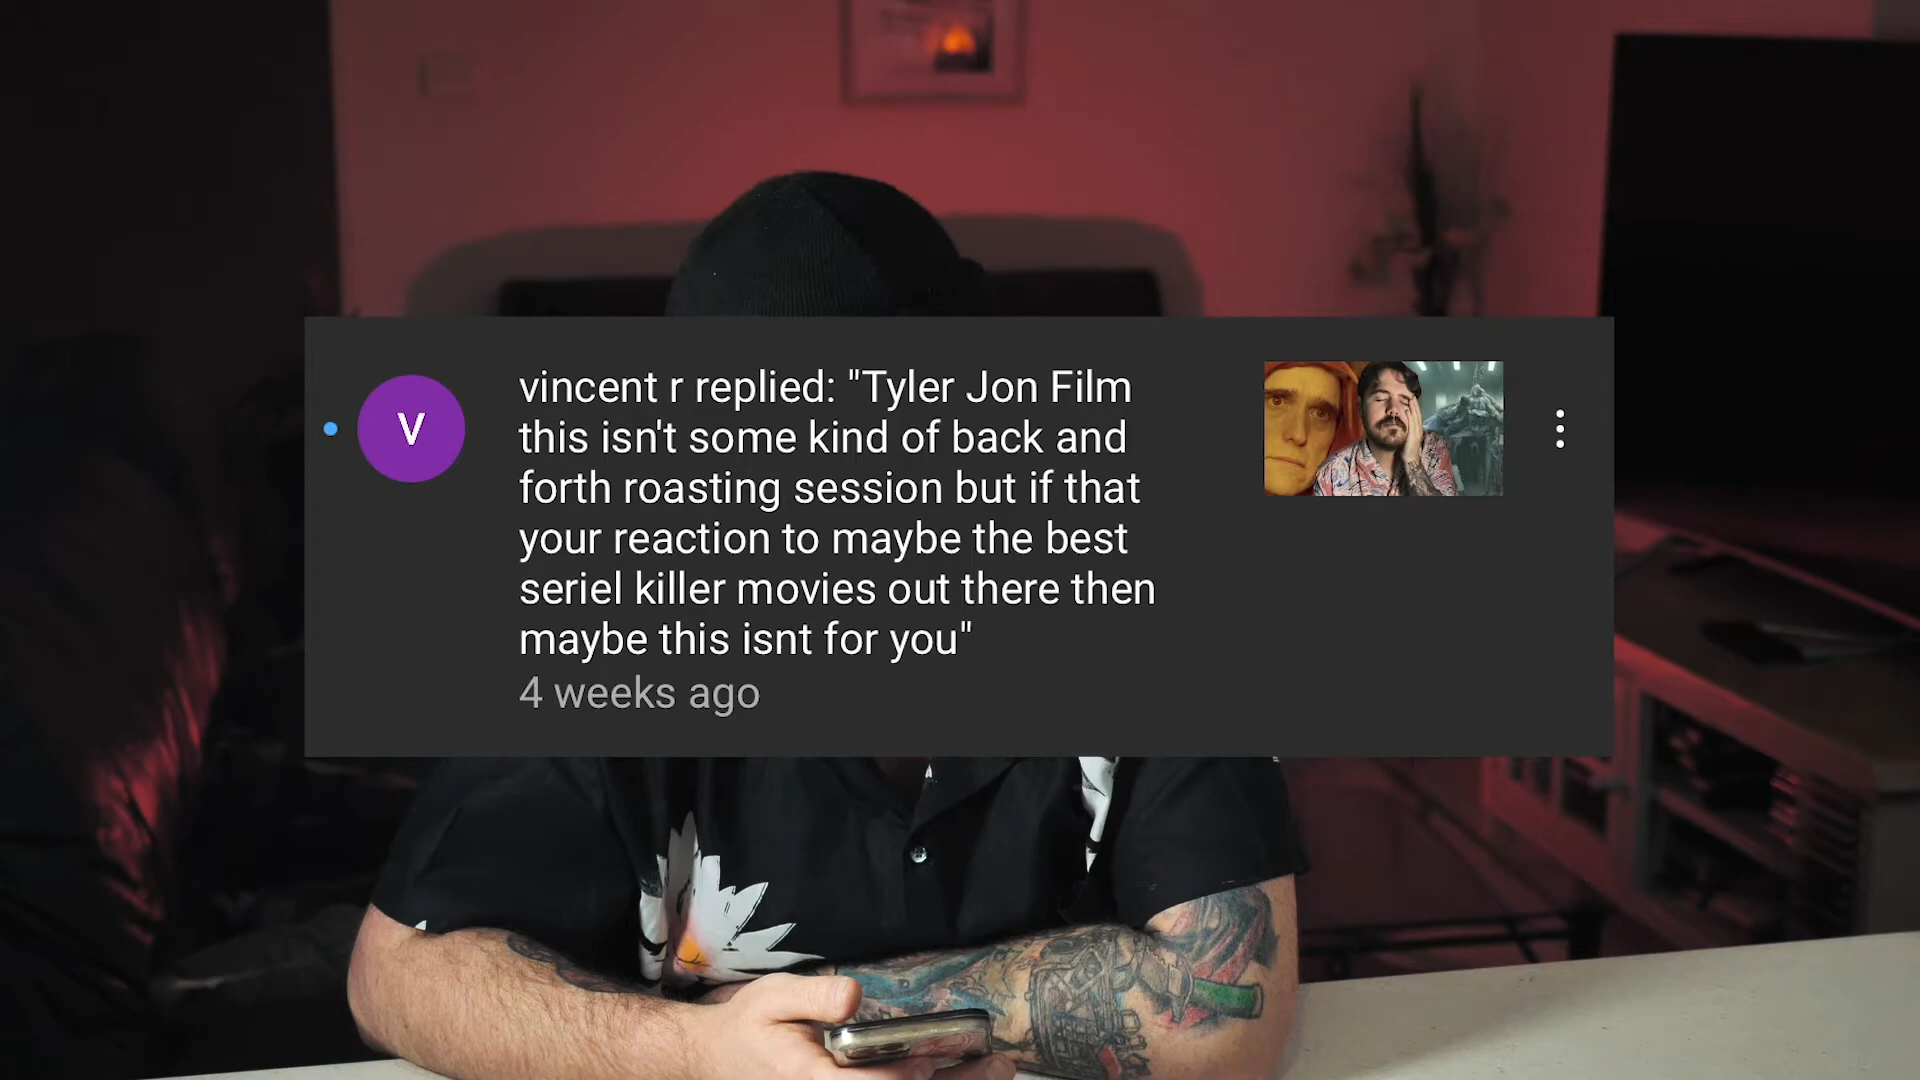 V
vincent r replied: "Tyler Jon Film
this isn't some kind of back and
forth roasting session but if that
your reaction to maybe the best
seriel killer movies out there then
maybe this isnt for you"
4 weeks ago